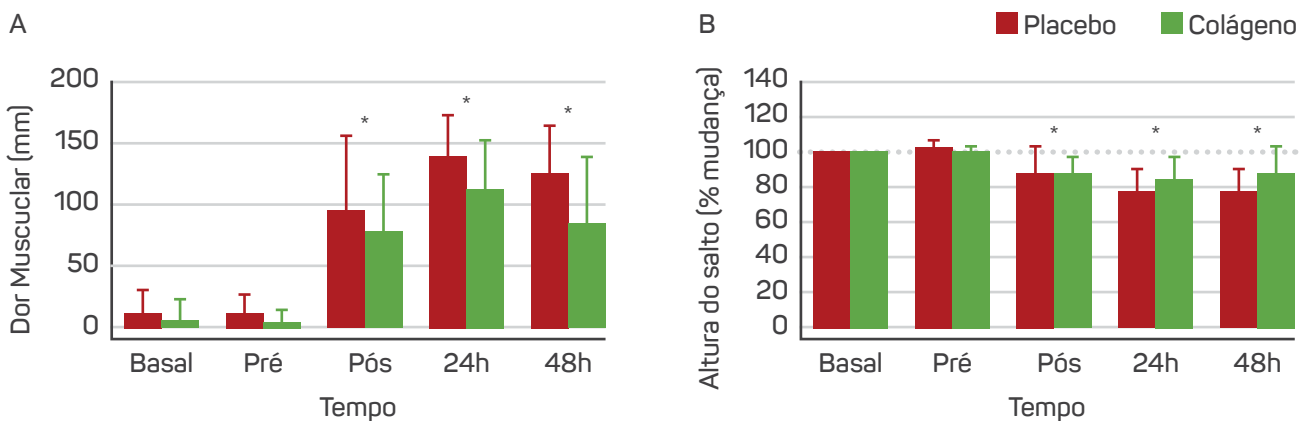 A
Dor Muscuclar (mm)
200
150
100
50
0
*
*
*
Basal Pré Pós 24h 48h
Tempo
B
Placebo Colágeno
Altura do salto (% mudança)
140
120
100
80
60
40
20
0
*
*
*
Basal Pré Pós 24h 48h
Tempo